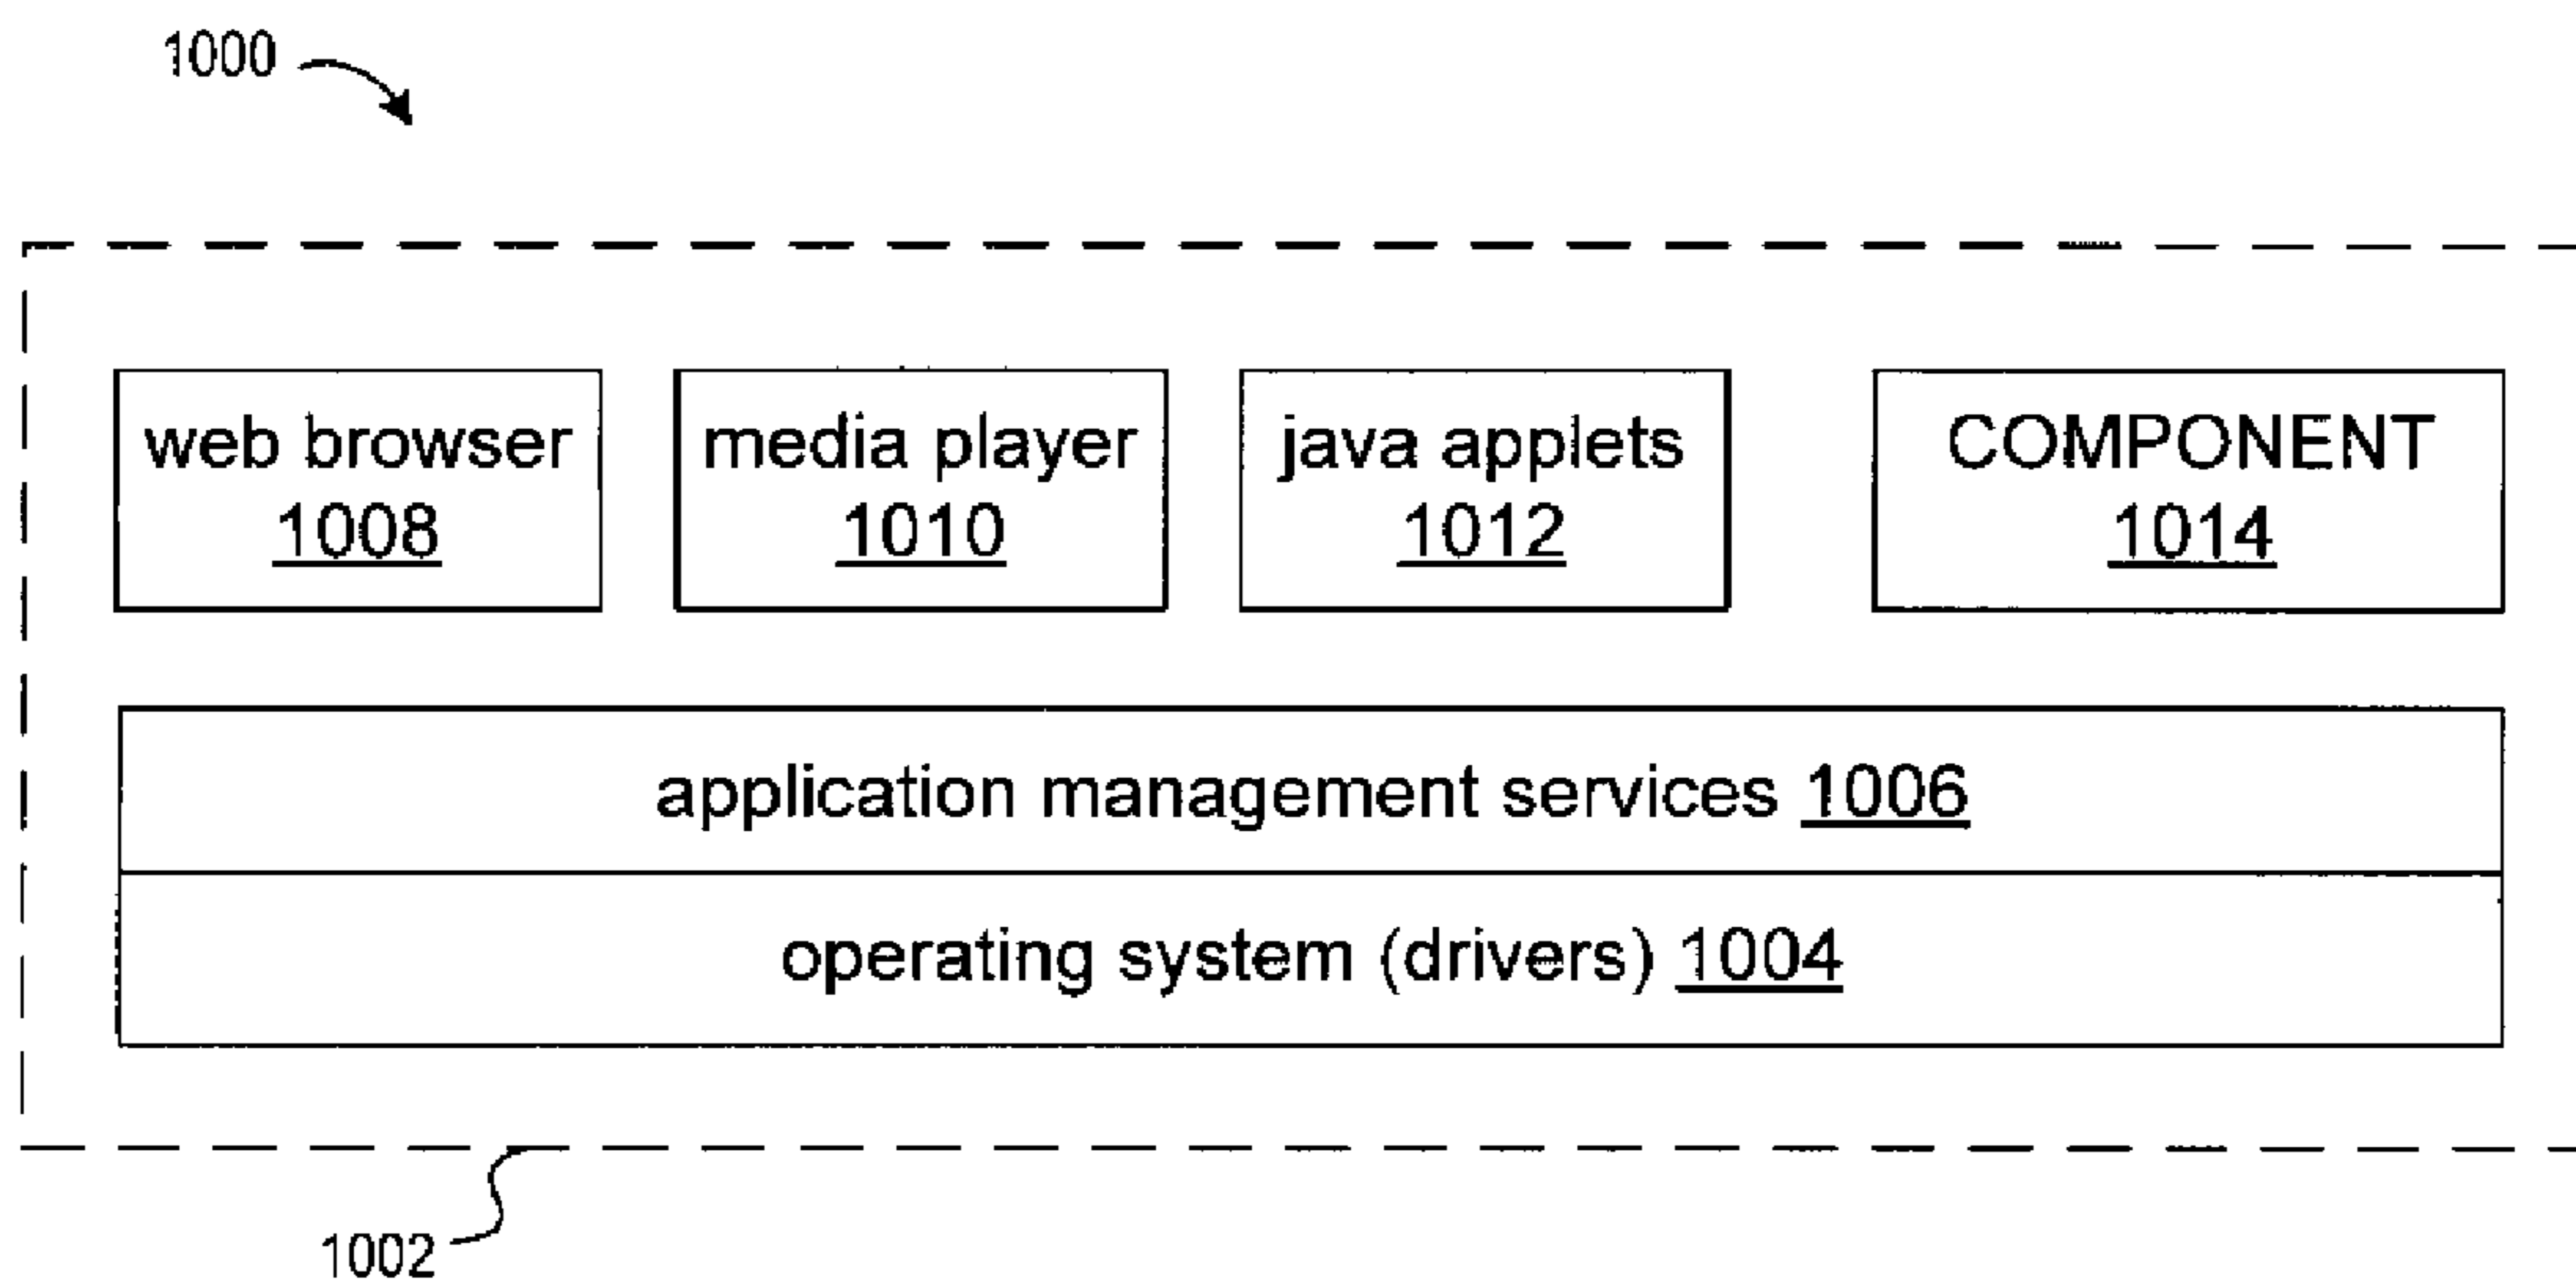 1000
web browser
1008
media player
1010
java applets
1012
COMPONENT
1014
application management services 1006
operating system (drivers) 1004
1002